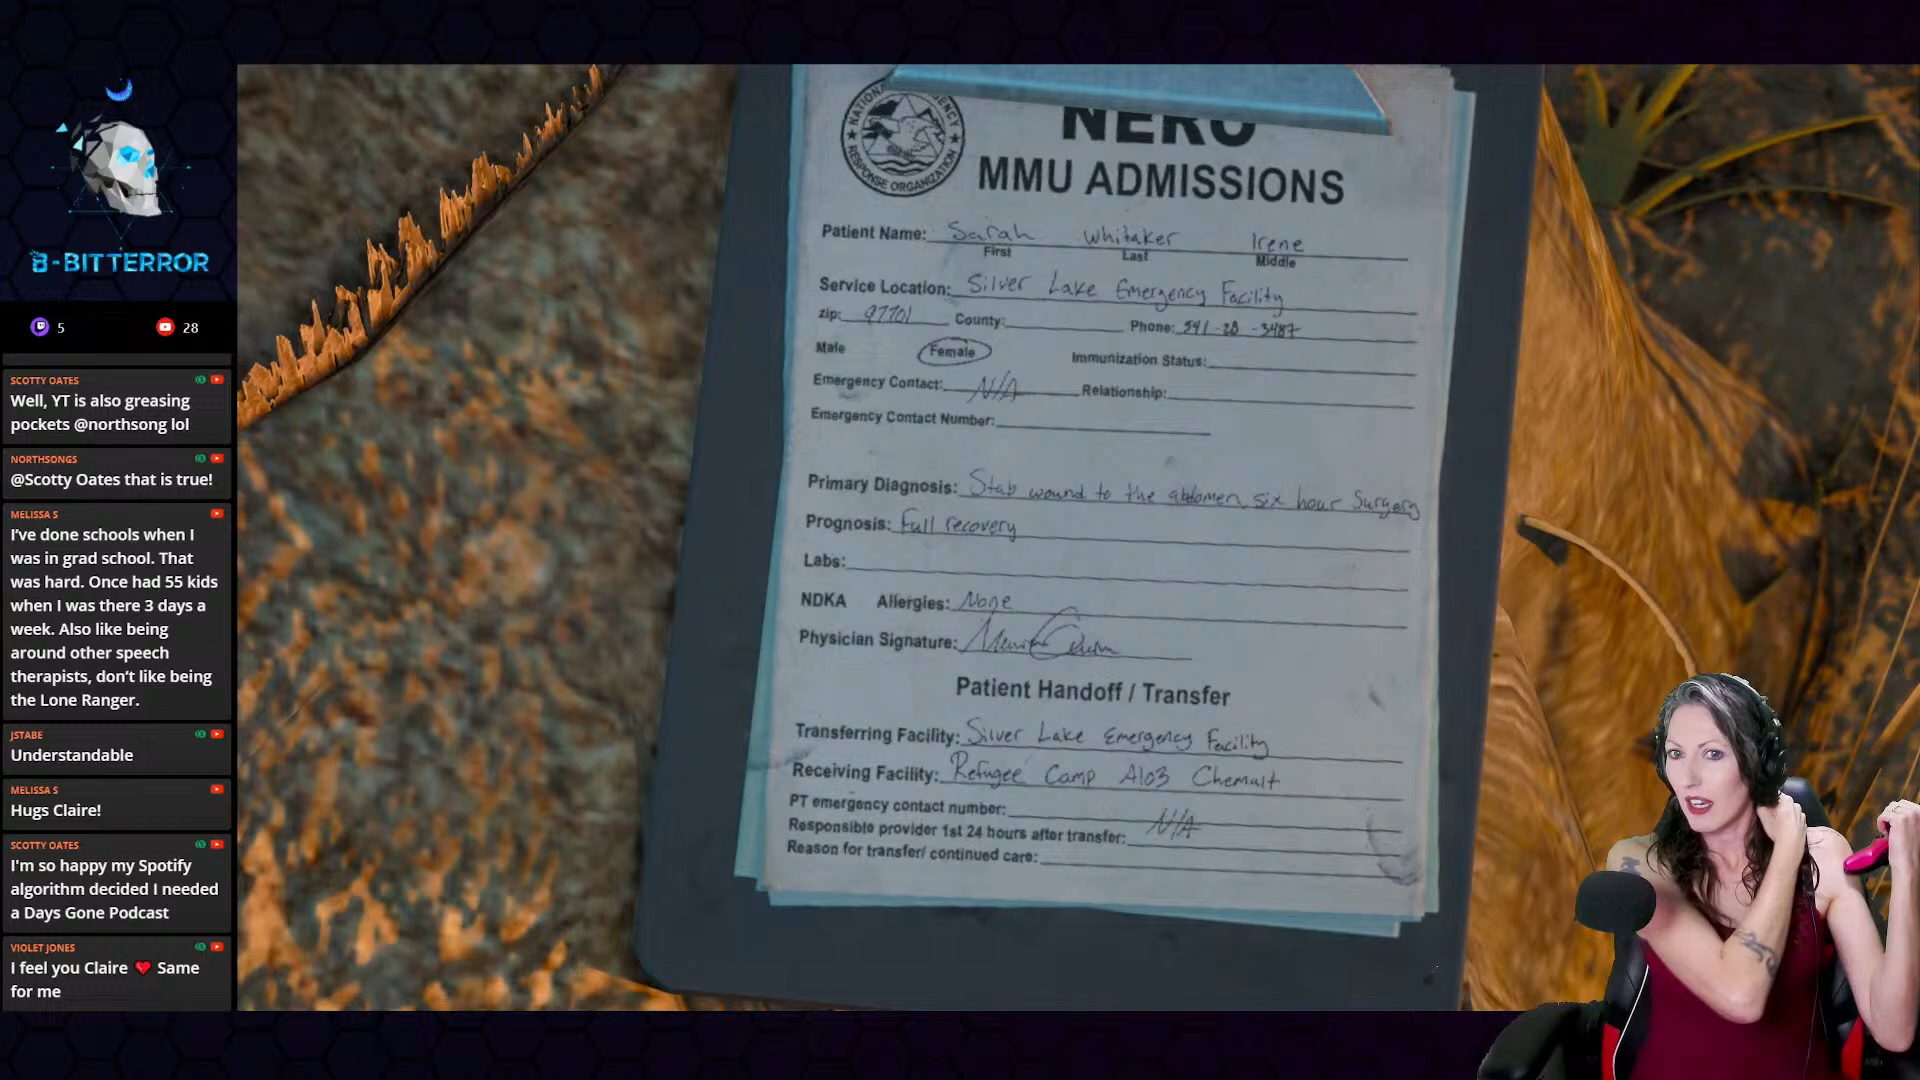 B-BITTERROR
5 28
SCOTTY OATES
Well, YT is also greasing
pockets @northsong lol
NORTHSONGS
@Scotty Oates that is true!
MELISSA S
I've done schools when I
was in grad school. That
was hard. Once had 55 kids
when I was there 3 days a
week. Also like being
around other speech
therapists, don't like being
the Lone Ranger.
JSTABE
Understandable
MELISSA S
Hugs Claire!
SCOTTY OATES
I'm so happy my Spotify
algorithm decided I needed
a Days Gone Podcast
VIOLET JONES
I feel you Claire ❤️ Same
for me
RESPONSE ORGANIZATION
NERO
MMU ADMISSIONS
Patient Name: Sarah Whitaker Irene
First Last Middle
Service Location: Silver Lake Emergency Facility
zip: 97701 County: Phone: 541-28-3487
Male Female Immunization Status:
Emergency Contact: N/A Relationship:
Emergency Contact Number:
Primary Diagnosis: Stab wound to the abdomen, six hour Surgery
Prognosis: Full recovery
Labs:
NDKA Allergies: None
Physician Signature:
Patient Handoff / Transfer
Transferring Facility: Silver Lake Emergency Facility
Receiving Facility: Refugee Camp A103 Chemult
PT emergency contact number:
Responsible provider 1st 24 hours after transfer: N/A
Reason for transfer/ continued care: